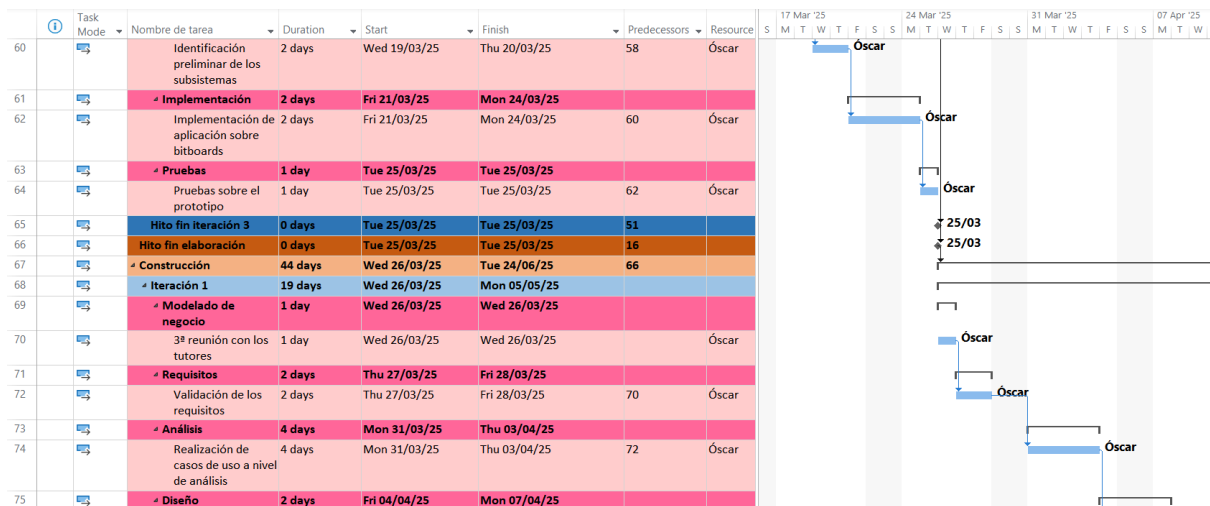 Task
Mode Nombre de tarea Duration Start Finish Predecessors Resource
17 Mar '25 24 Mar '25 31 Mar '25 07 Apr '25
S M T W T F S S M T W T F S S M T W T F S S M T W
60 Identificación 2 days Wed 19/03/25 Thu 20/03/25 58 Óscar Óscar
preliminar de los
subsistemas
61 Implementación 2 days Fri 21/03/25 Mon 24/03/25
62 Implementación de 2 days Fri 21/03/25 Mon 24/03/25 60 Óscar Óscar
aplicación sobre
bitboards
63 Pruebas 1 day Tue 25/03/25 Tue 25/03/25
64 Pruebas sobre el 1 day Tue 25/03/25 Tue 25/03/25 62 Óscar Óscar
prototipo
65 Hito fin iteración 3 0 days Tue 25/03/25 Tue 25/03/25 51 25/03
66 Hito fin elaboración 0 days Tue 25/03/25 Tue 25/03/25 16 25/03
67 Construcción 44 days Wed 26/03/25 Tue 24/06/25 66
68 Iteración 1 19 days Wed 26/03/25 Mon 05/05/25
69 Modelado de 1 day Wed 26/03/25 Wed 26/03/25
negocio
70 3ª reunión con los 1 day Wed 26/03/25 Wed 26/03/25 Óscar Óscar
tutores
71 Requisitos 2 days Thu 27/03/25 Fri 28/03/25
72 Validación de los 2 days Thu 27/03/25 Fri 28/03/25 70 Óscar Óscar
requisitos
73 Análisis 4 days Mon 31/03/25 Thu 03/04/25
74 Realización de 4 days Mon 31/03/25 Thu 03/04/25 72 Óscar Óscar
casos de uso a nivel
de análisis
75 Diseño 2 days Fri 04/04/25 Mon 07/04/25